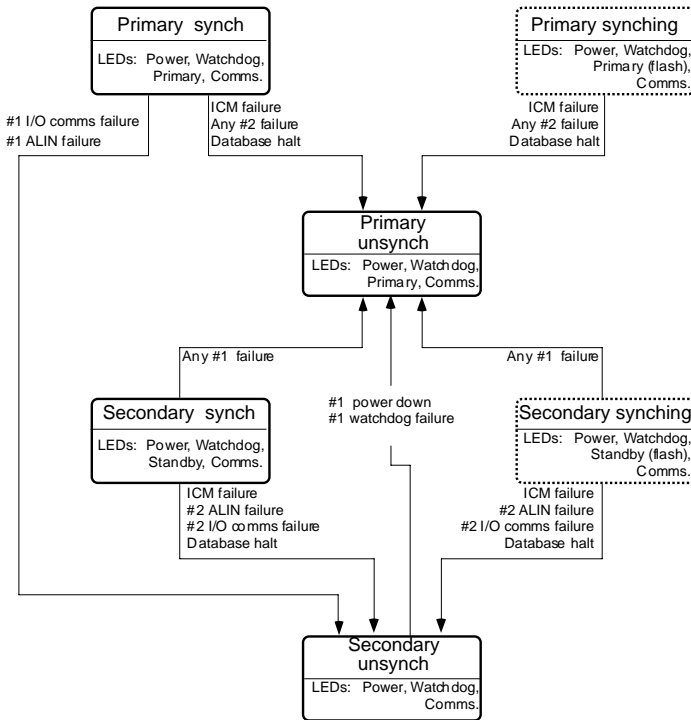 Primary synch
LEDs: Power, Watchdog,
Primary, Comms.
Primary synching
LEDs: Power, Watchdog,
Primary (flash),
Comms.
#1 I/O comms failure
#1 ALIN failure
ICM failure
Any #2 failure
Database halt
ICM failure
Any #2 failure
Database halt
Primary
unsynch
LEDs: Power, Watchdog,
Primary, Comms.
Any #1 failure
Any #1 failure
#1 power down
#1 watchdog failure
Secondary synch
LEDs: Power, Watchdog,
Standby, Comms.
Secondary synching
LEDs: Power, Watchdog,
Standby (flash),
Comms.
ICM failure
#2 ALIN failure
#2 I/O comms failure
Database halt
ICM failure
#2 ALIN failure
#2 I/O comms failure
Database halt
Secondary
unsynch
LEDs: Power, Watchdog,
Comms.